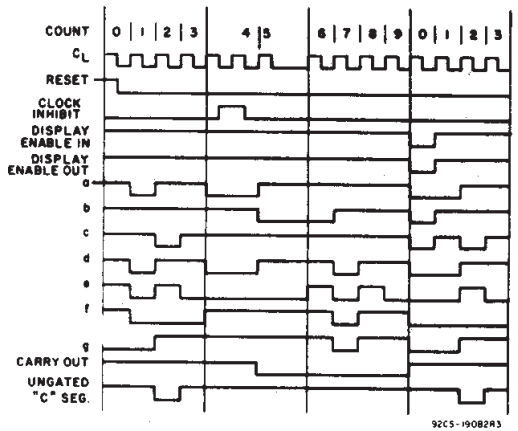 COUNT 0 1 2 3 4 5 6 7 8 9 0 1 2 3
CL
RESET
CLOCK
INHIBIT
DISPLAY
ENABLE IN
DISPLAY
ENABLE OUT
a
b
c
d
e
f
g
CARRY OUT
UNGATED
"C" SEG.
92CS-19082R3